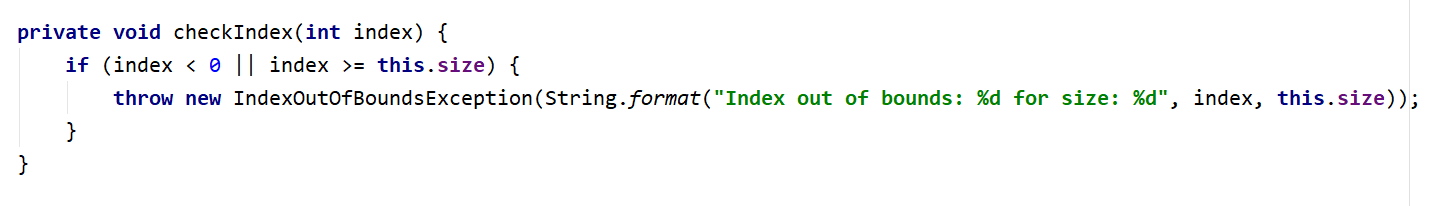 private void checkIndex(int index) {
    if (index < 0 || index >= this.size) {
        throw new IndexOutOfBoundsException(String.format("Index out of bounds: %d for size: %d", index, this.size));
    }
}